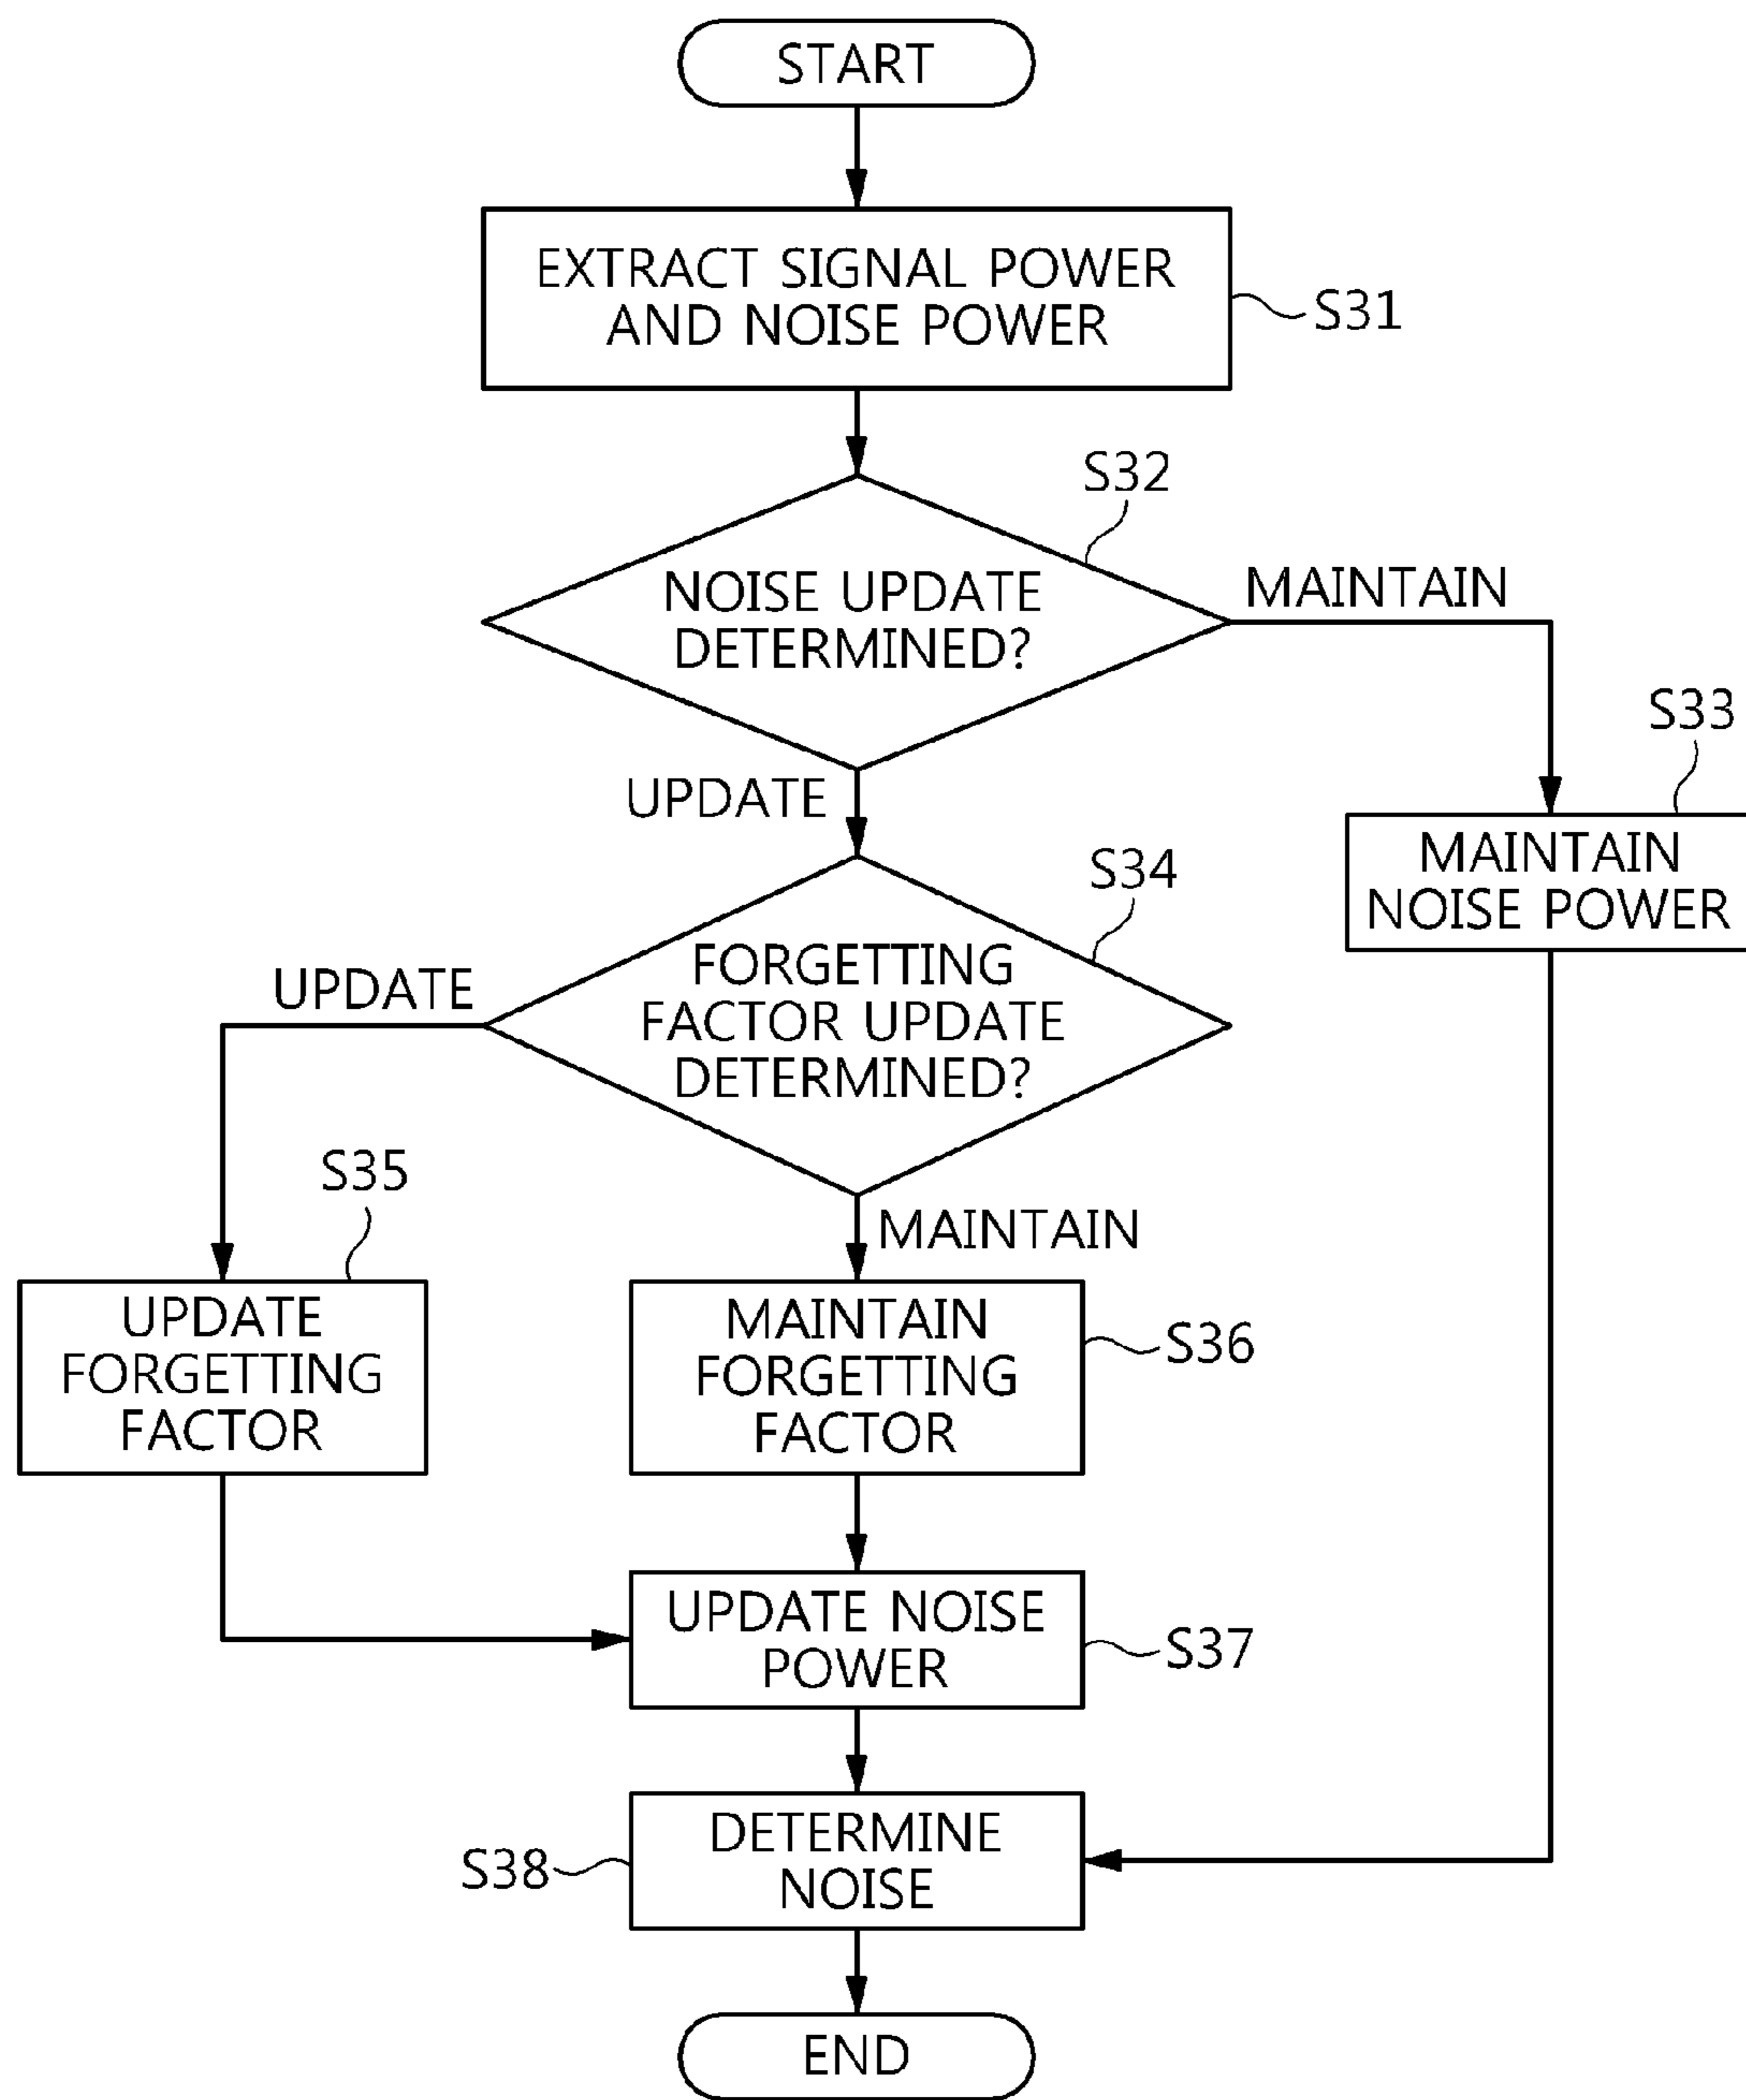 START
EXTRACT SIGNAL POWER
AND NOISE POWER
S31
S32
NOISE UPDATE
DETERMINED?
MAINTAIN
S33
MAINTAIN
NOISE POWER
UPDATE
S34
FORGETTING
FACTOR UPDATE
DETERMINED?
UPDATE
MAINTAIN
S35
UPDATE
FORGETTING
FACTOR
MAINTAIN
FORGETTING
FACTOR
S36
UPDATE NOISE
POWER
S37
DETERMINE
NOISE
S38
END